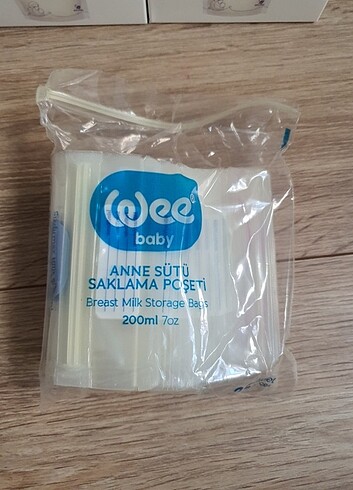 wee
baby
ANNE SÜTÜ
SAKLAMA POŞETİ
Breast Milk Storage Bags
200ml 7oz